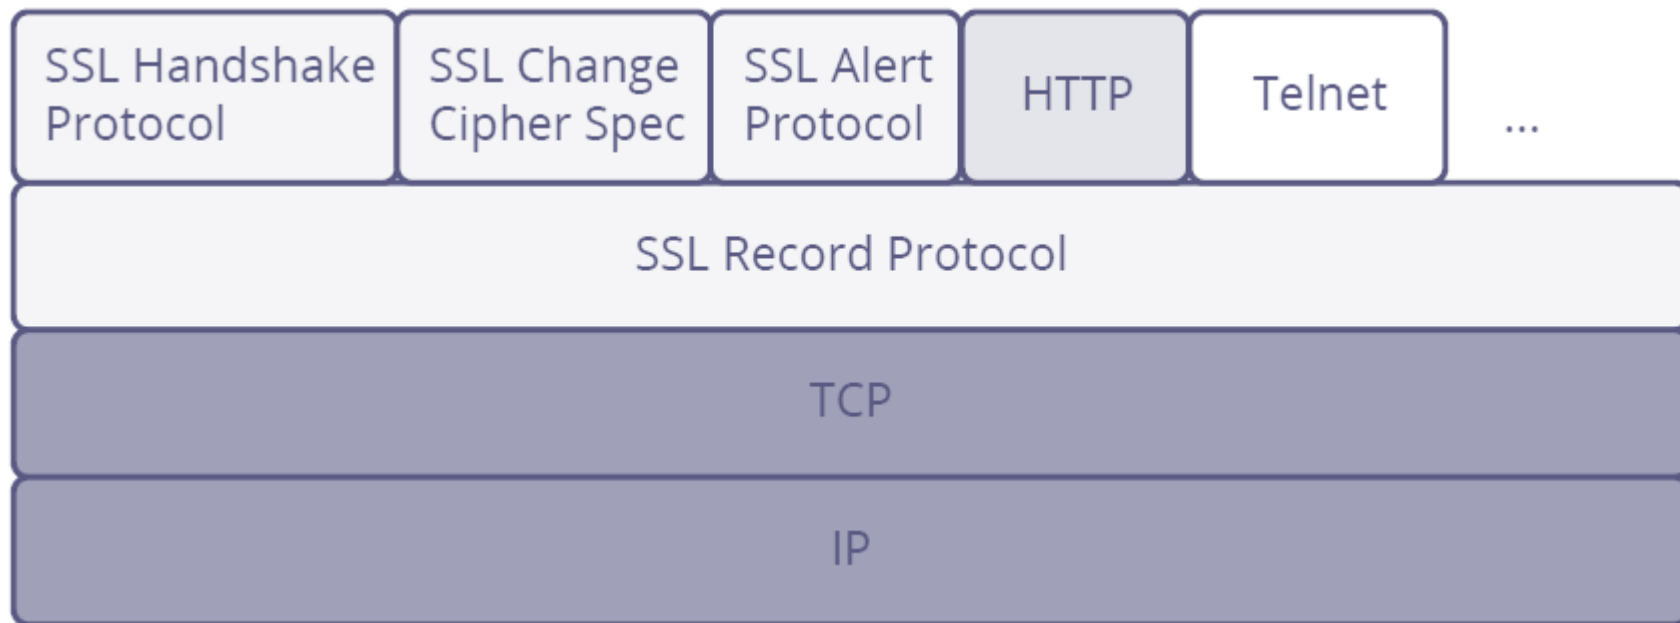 SSL Handshake
Protocol
SSL Change
Cipher Spec
SSL Alert
Protocol
HTTP
Telnet
...
SSL Record Protocol
TCP
IP